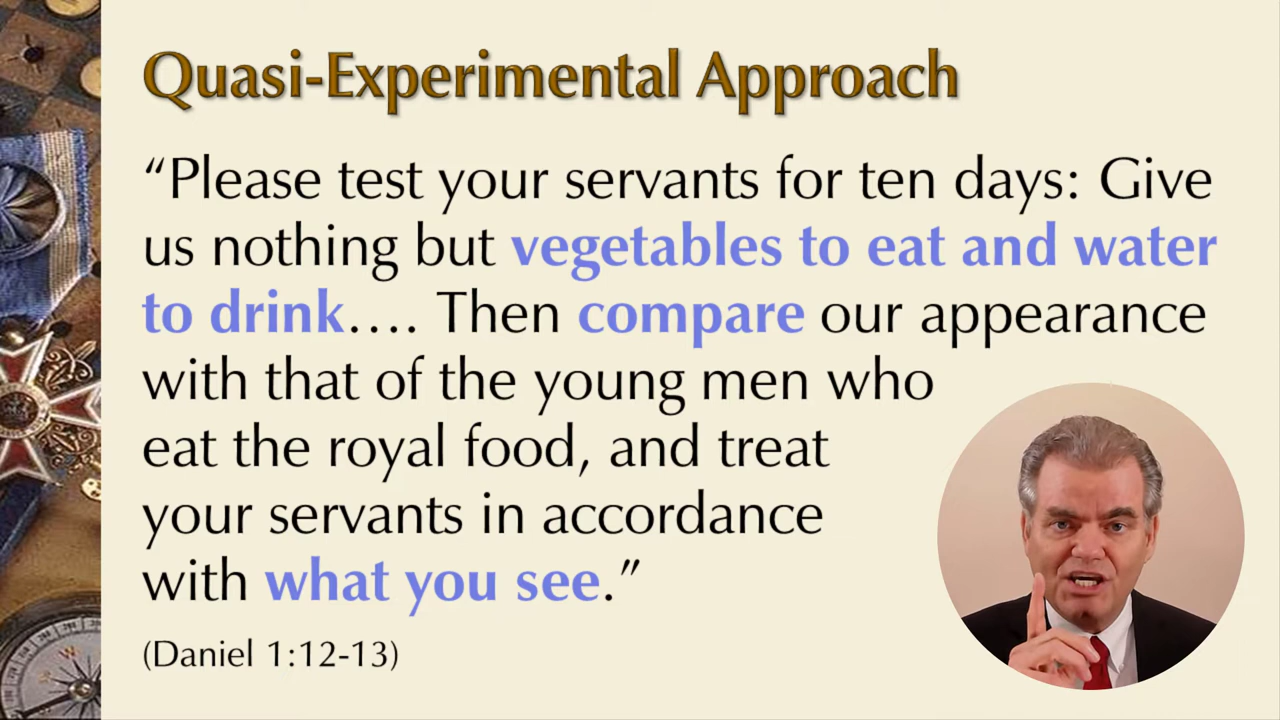 Quasi-Experimental Approach
“Please test your servants for ten days: Give
us nothing but vegetables to eat and water
to drink…. Then compare our appearance
with that of the young men who
eat the royal food, and treat
your servants in accordance
with what you see.”
(Daniel 1:12-13)